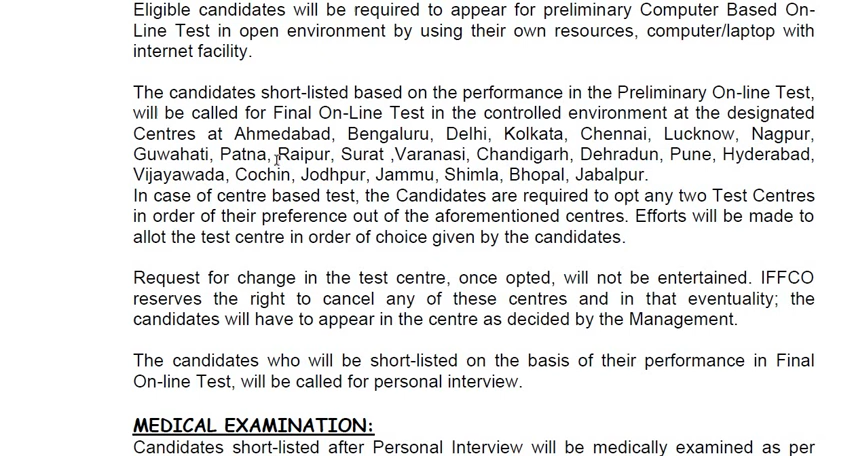 Eligible candidates will be required to appear for preliminary Computer Based On-
Line Test in open environment by using their own resources, computer/laptop with
internet facility.
The candidates short-listed based on the performance in the Preliminary On-line Test,
will be called for Final On-Line Test in the controlled environment at the designated
Centres at Ahmedabad, Bengaluru, Delhi, Kolkata, Chennai, Lucknow, Nagpur,
Guwahati, Patna, Raipur, Surat ,Varanasi, Chandigarh, Dehradun, Pune, Hyderabad,
Vijayawada, Cochin, Jodhpur, Jammu, Shimla, Bhopal, Jabalpur.
In case of centre based test, the Candidates are required to opt any two Test Centres
in order of their preference out of the aforementioned centres. Efforts will be made to
allot the test centre in order of choice given by the candidates.
Request for change in the test centre, once opted, will not be entertained. IFFCO
reserves the right to cancel any of these centres and in that eventuality; the
candidates will have to appear in the centre as decided by the Management.
The candidates who will be short-listed on the basis of their performance in Final
On-line Test, will be called for personal interview.
MEDICAL EXAMINATION:
Candidates short-listed after Personal Interview will be medically examined as per